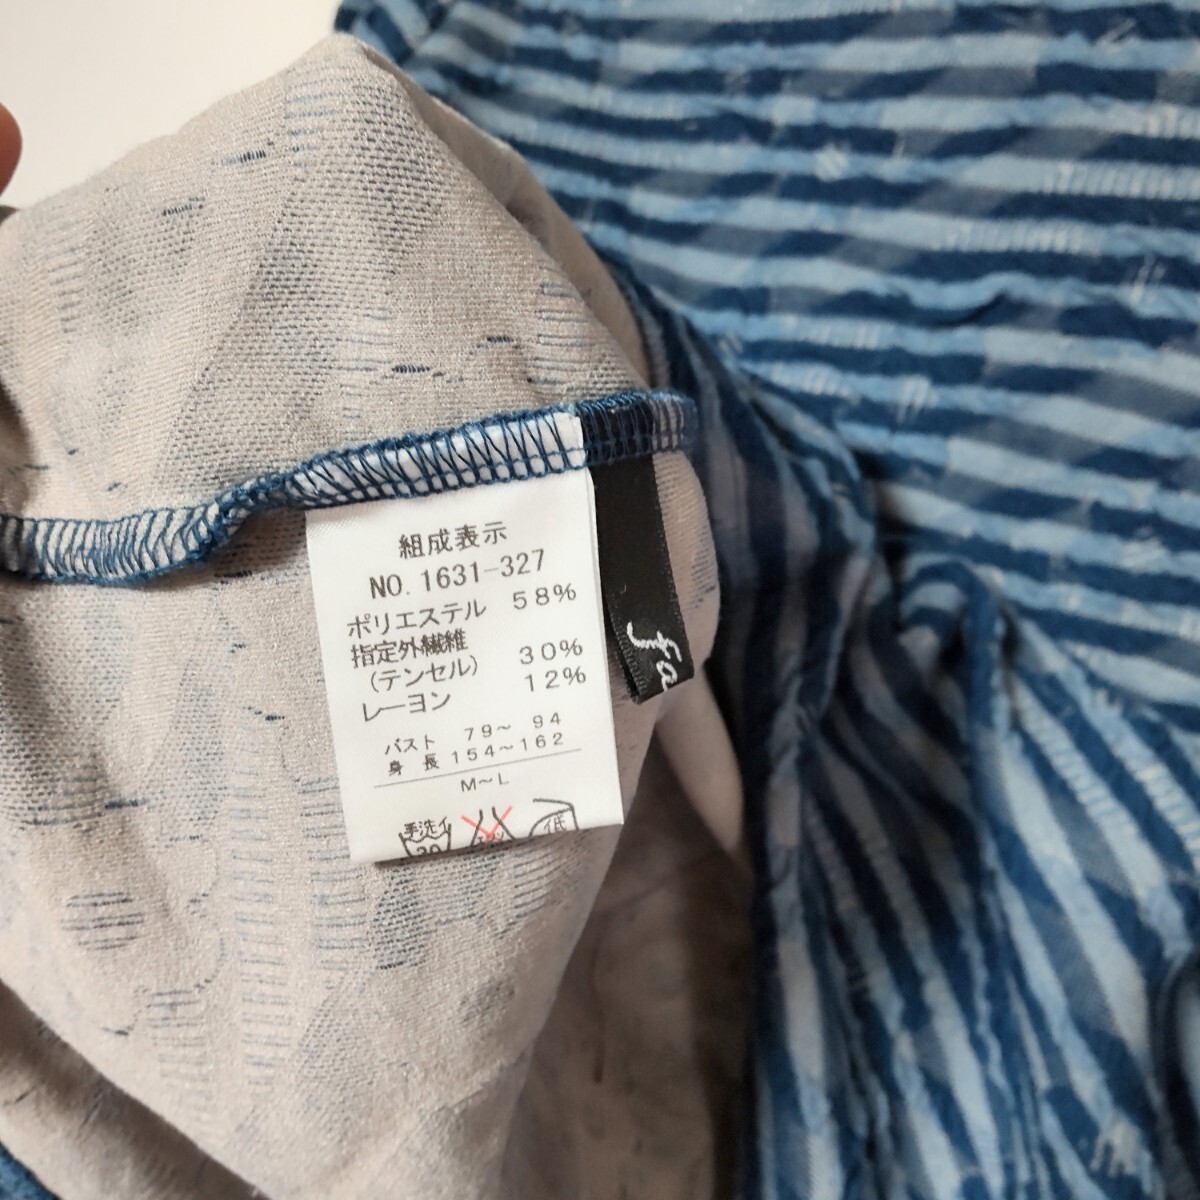 組成表示
NO. 1631-327
ポリエステル 58%
指定外繊維
(テンセル) 30%
レーヨン 12%
バスト 79～ 94
身 長 154～162
M～L
手洗イ
30
低
fa